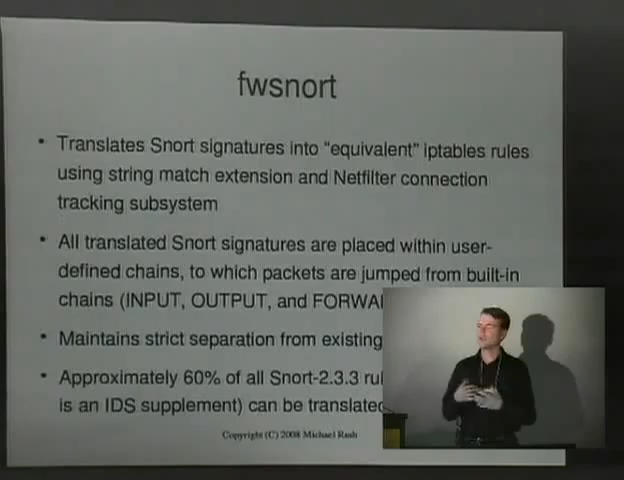 fwsnort
• Translates Snort signatures into “equivalent” iptables rules
using string match extension and Netfilter connection
tracking subsystem
• All translated Snort signatures are placed within user-
defined chains, to which packets are jumped from built-in
chains (INPUT, OUTPUT, and
• Maintains strict separation from existing
• Approximately 60% of all Snort-2.3.3
is an IDS supplement) can be
Copyright (C) 2008 Michael Rash